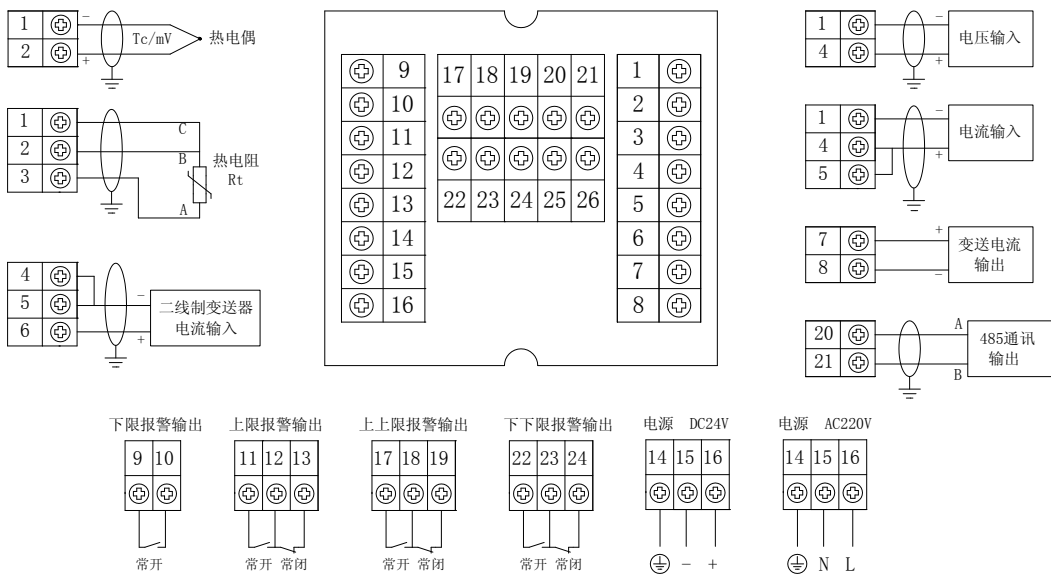 1 - Tc/mV 热电偶
2 +
1 C
2 B 热电阻
3 Rt
A
4 -
5 二线制变送器
6 + 电流输入
9 17 18 19 20 21 1
10 2
11 3
12 4
13 22 23 24 25 26 5
14 6
15 7
16 8
1 - 电压输入
4 +
1 - 电流输入
4 +
5
7 + 变送电流
8 - 输出
20 A 485通讯
21 B 输出
下限报警输出
9 10
常开
上限报警输出
11 12 13
常开 常闭
上上限报警输出
17 18 19
常开 常闭
下下限报警输出
22 23 24
常开 常闭
电源 DC24V
14 15 16
- +
电源 AC220V
14 15 16
N L